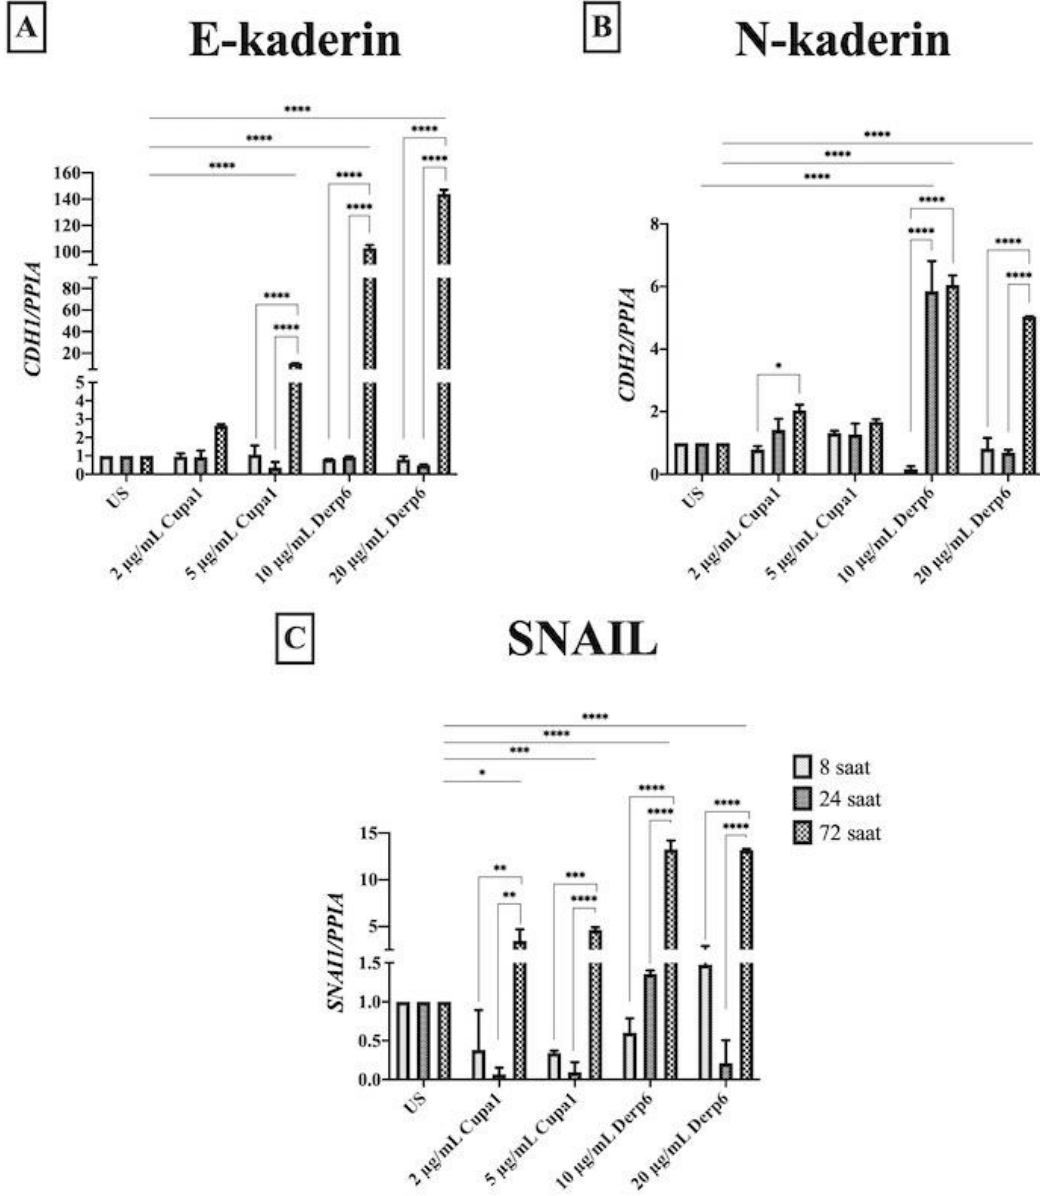 A
E-kaderin
****
****
****
****
****
****
****
****
****
CDH1/PPIA
160
140
120
100
80
60
40
20
5
4
3
2
1
0
US
2 µg/mL Cupa1
5 µg/mL Cupa1
10 µg/mL Derp6
20 µg/mL Derp6
B
N-kaderin
****
****
****
****
****
****
****
*
CDH2/PPIA
8
6
4
2
0
US
2 µg/mL Cupa1
5 µg/mL Cupa1
10 µg/mL Derp6
20 µg/mL Derp6
C
SNAIL
****
****
***
*
****
****
****
****
**
**
***
****
SNAI1/PPIA
15
10
5
1.5
1.0
0.5
0.0
US
2 µg/mL Cupa1
5 µg/mL Cupa1
10 µg/mL Derp6
20 µg/mL Derp6
8 saat
24 saat
72 saat